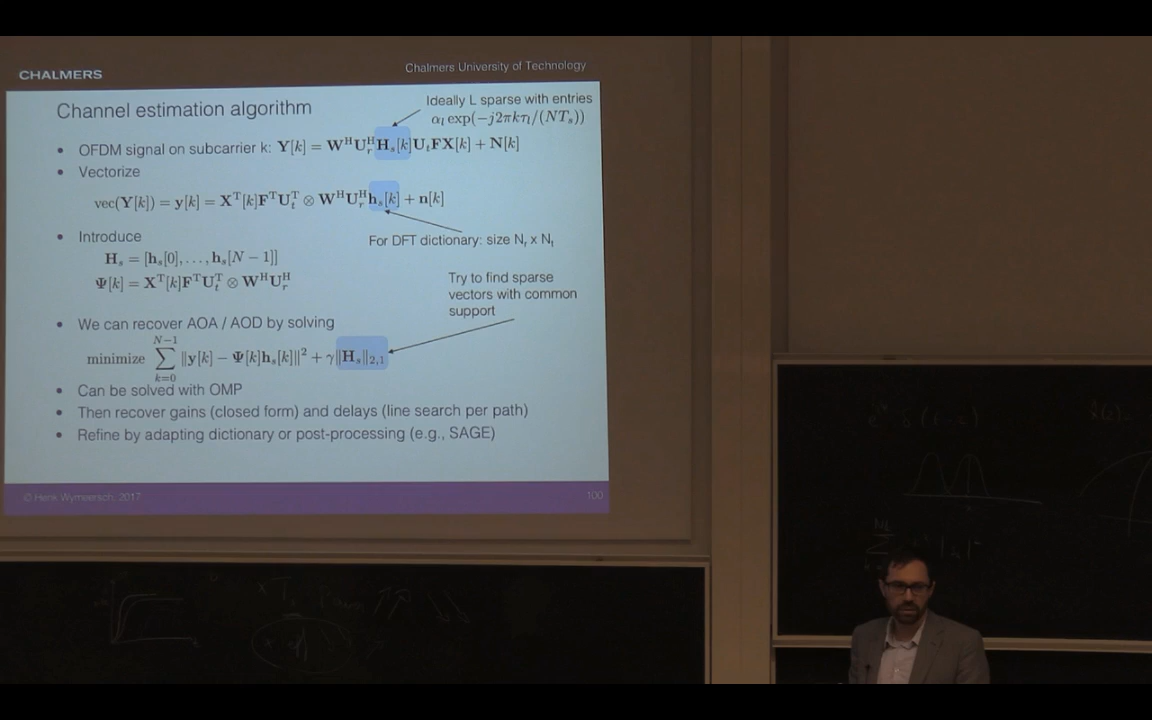 CHALMERS
Chalmers University of Technology
Channel estimation algorithm
Ideally L sparse with entries
α_l exp(−j2πkτ_l/(NT_s))
• OFDM signal on subcarrier k: Y[k] = W^H U_r^H H_s[k] U_t F X[k] + N[k]
• Vectorize
vec(Y[k]) = y[k] = X^T[k] F^T U_t^T ⊗ W^H U_r^H h_s[k] + n[k]
For DFT dictionary: size N_r x N_t
• Introduce
H_s = [h_s[0], . . . , h_s[N − 1]]
Ψ[k] = X^T[k] F^T U_t^T ⊗ W^H U_r^H
Try to find sparse
vectors with common
support
• We can recover AOA / AOD by solving
minimize ∑_{k=0}^{N−1} ‖y[k] − Ψ[k]h_s[k]‖^2 + γ‖H_s‖_{2,1}
• Can be solved with OMP
• Then recover gains (closed form) and delays (line search per path)
• Refine by adapting dictionary or post-processing (e.g., SAGE)
© Henk Wymeersch, 2017
100